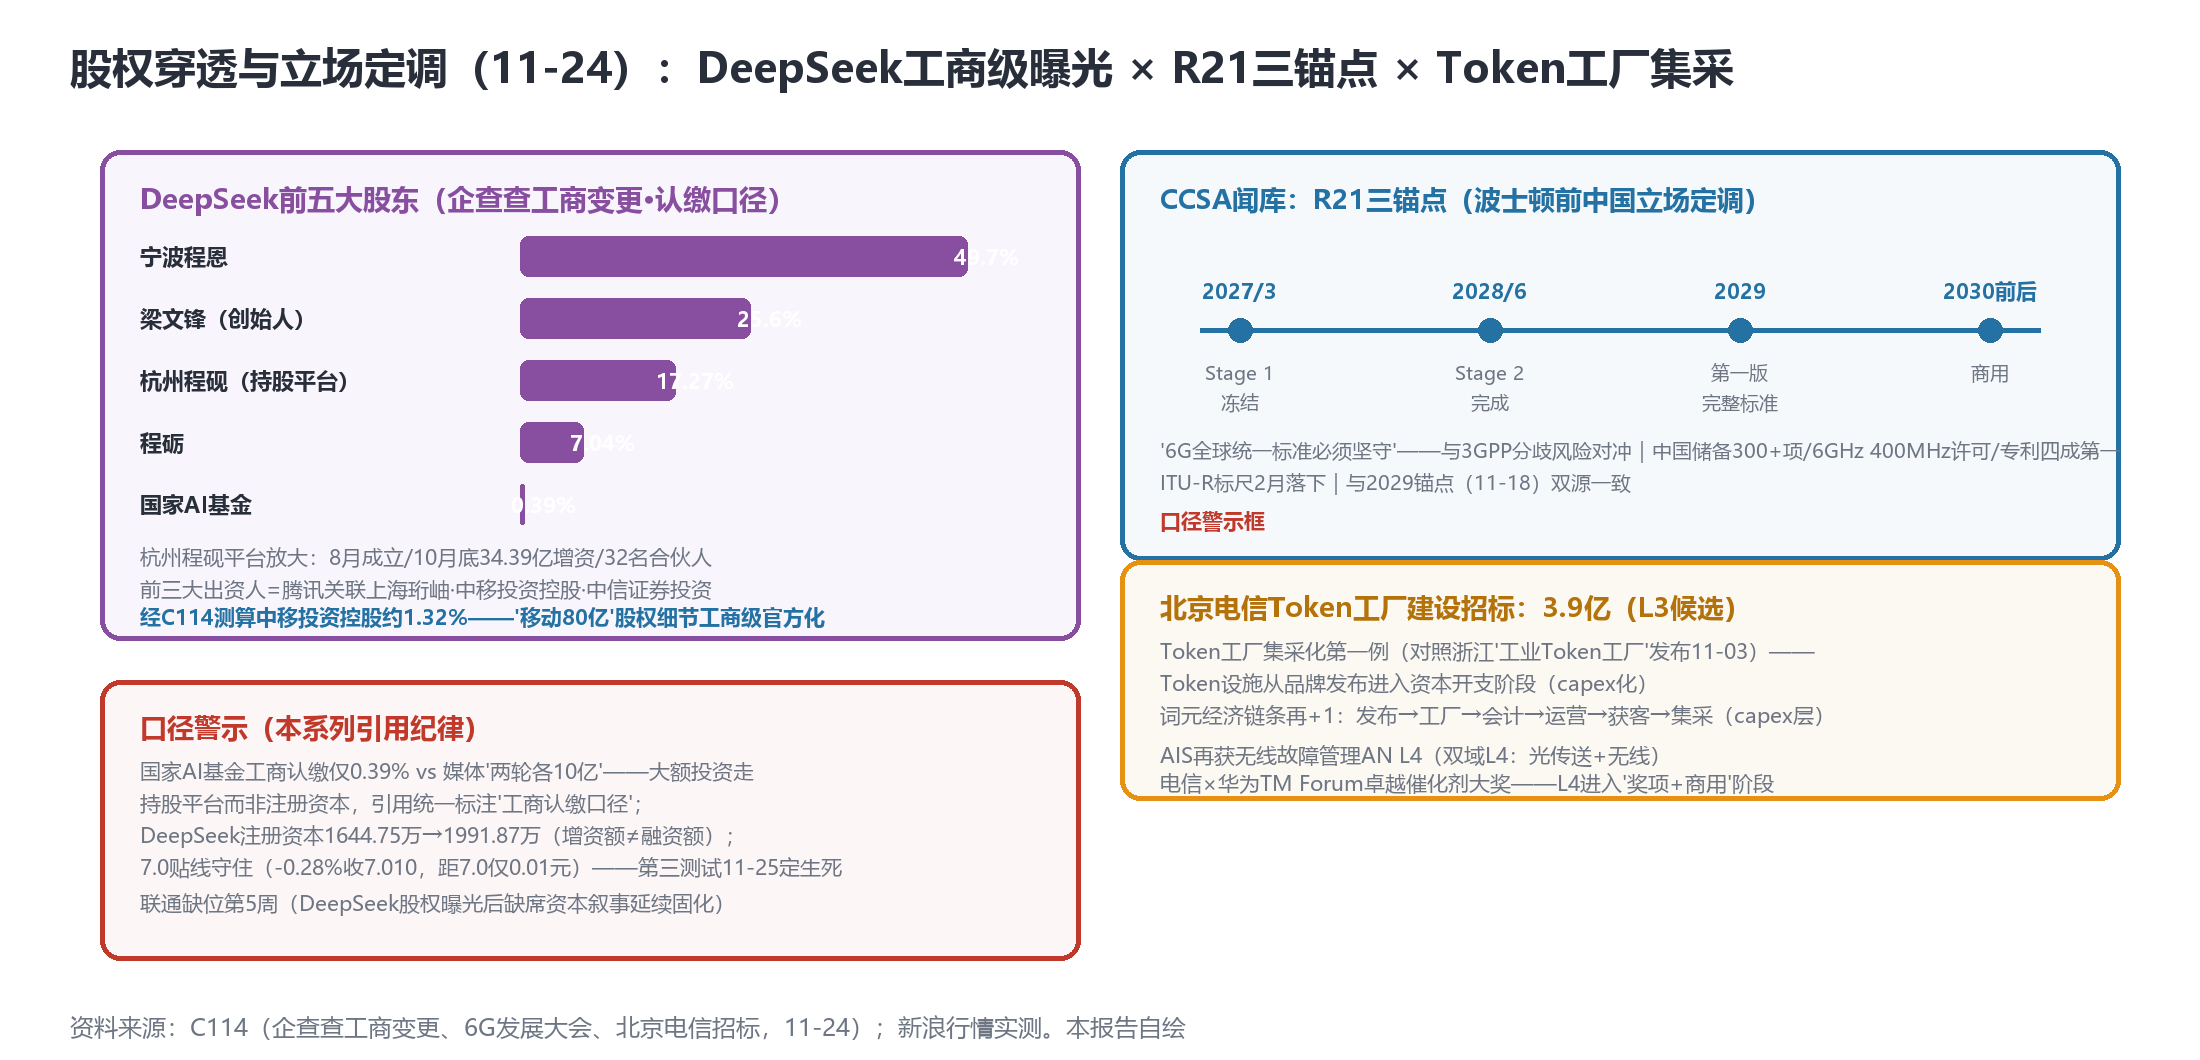 股权穿透与立场定调（11-24）：DeepSeek工商级曝光 × R21三锚点 × Token工厂集采
DeepSeek前五大股东（企查查工商变更·认缴口径）
宁波程恩
49.7%
梁文锋（创始人）
25.6%
杭州程砚（持股平台）
17.27%
程砺
7.04%
国家AI基金
0.39%
杭州程砚平台放大：8月成立/10月底34.39亿增资/32名合伙人
前三大出资人=腾讯关联上海珩岫·中移投资控股·中信证券投资
经C114测算中移投资控股约1.32%——'移动80亿'股权细节工商级官方化
口径警示（本系列引用纪律）
国家AI基金工商认缴仅0.39% vs 媒体'两轮各10亿'——大额投资走
持股平台而非注册资本，引用统一标注'工商认缴口径'；
DeepSeek注册资本1644.75万→1991.87万（增资额≠融资额）；
7.0贴线守住（-0.28%收7.010，距7.0仅0.01元）——第三测试11-25定生死
联通缺位第5周（DeepSeek股权曝光后缺席资本叙事延续固化）
CCSA闻库：R21三锚点（波士顿前中国立场定调）
2027/3
2028/6
2029
2030前后
Stage 1
冻结
Stage 2
完成
第一版
完整标准
商用
'6G全球统一标准必须坚守'——与3GPP分歧风险对冲｜中国储备300+项/6GHz 400MHz许可/专利四成第一
ITU-R标尺2月落下｜与2029锚点（11-18）双源一致
口径警示框
北京电信Token工厂建设招标：3.9亿（L3候选）
Token工厂集采化第一例（对照浙江'工业Token工厂'发布11-03）——
Token设施从品牌发布进入资本开支阶段（capex化）
词元经济链条再+1：发布→工厂→会计→运营→获客→集采（capex层）
AIS再获无线故障管理AN L4（双域L4：光传送+无线）
电信×华为TM Forum卓越催化剂大奖——L4进入'奖项+商用'阶段
资料来源：C114（企查查工商变更、6G发展大会、北京电信招标，11-24）；新浪行情实测。本报告自绘